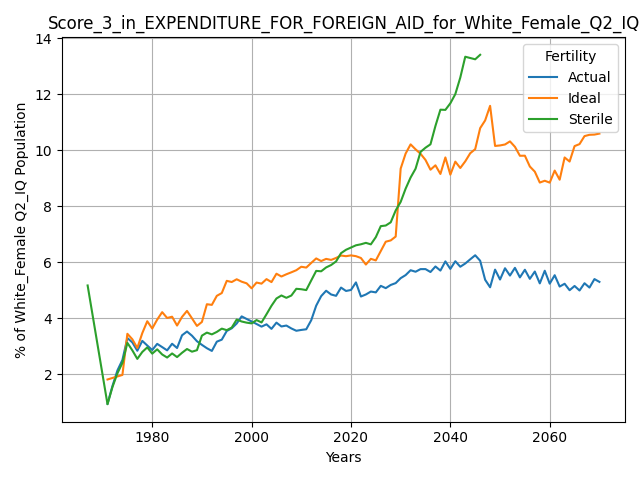 Score_3_in_EXPENDITURE_FOR_FOREIGN_AID_for_White_Female_Q2_IQ
14
12
10
8
6
4
2
% of White_Female Q2_IQ Population
Fertility
Actual
Ideal
Sterile
1980
2000
2020
2040
2060
Years